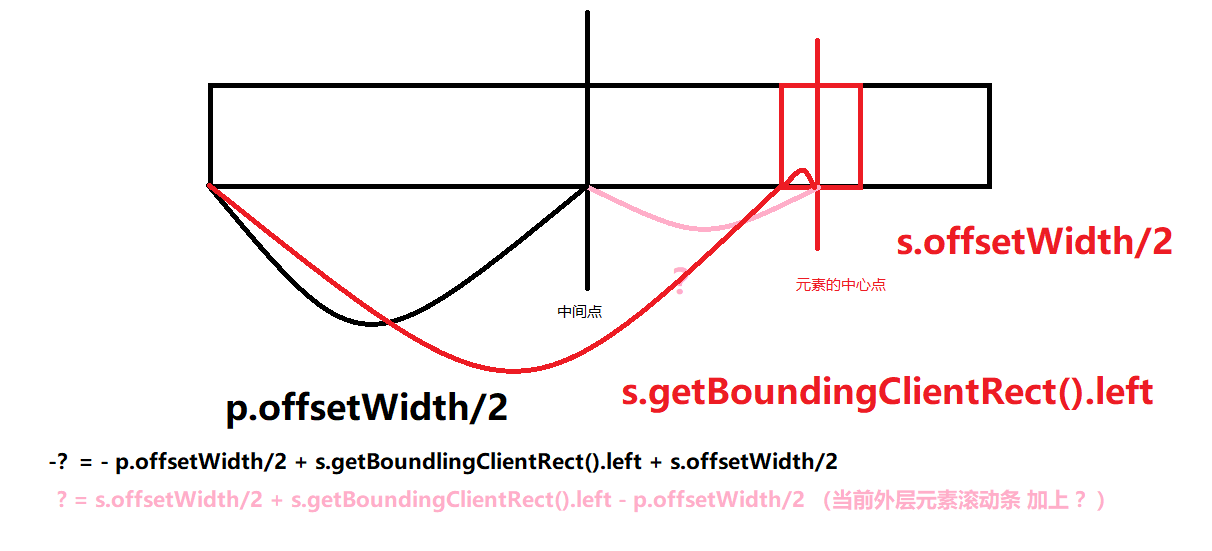 s.offsetWidth/2
?
元素的中心点
中间点
s.getBoundingClientRect().left
p.offsetWidth/2
-? = - p.offsetWidth/2 + s.getBoundlingClientRect().left + s.offsetWidth/2
? = s.offsetWidth/2 + s.getBoundingClientRect().left - p.offsetWidth/2 （当前外层元素滚动条 加上 ? ）